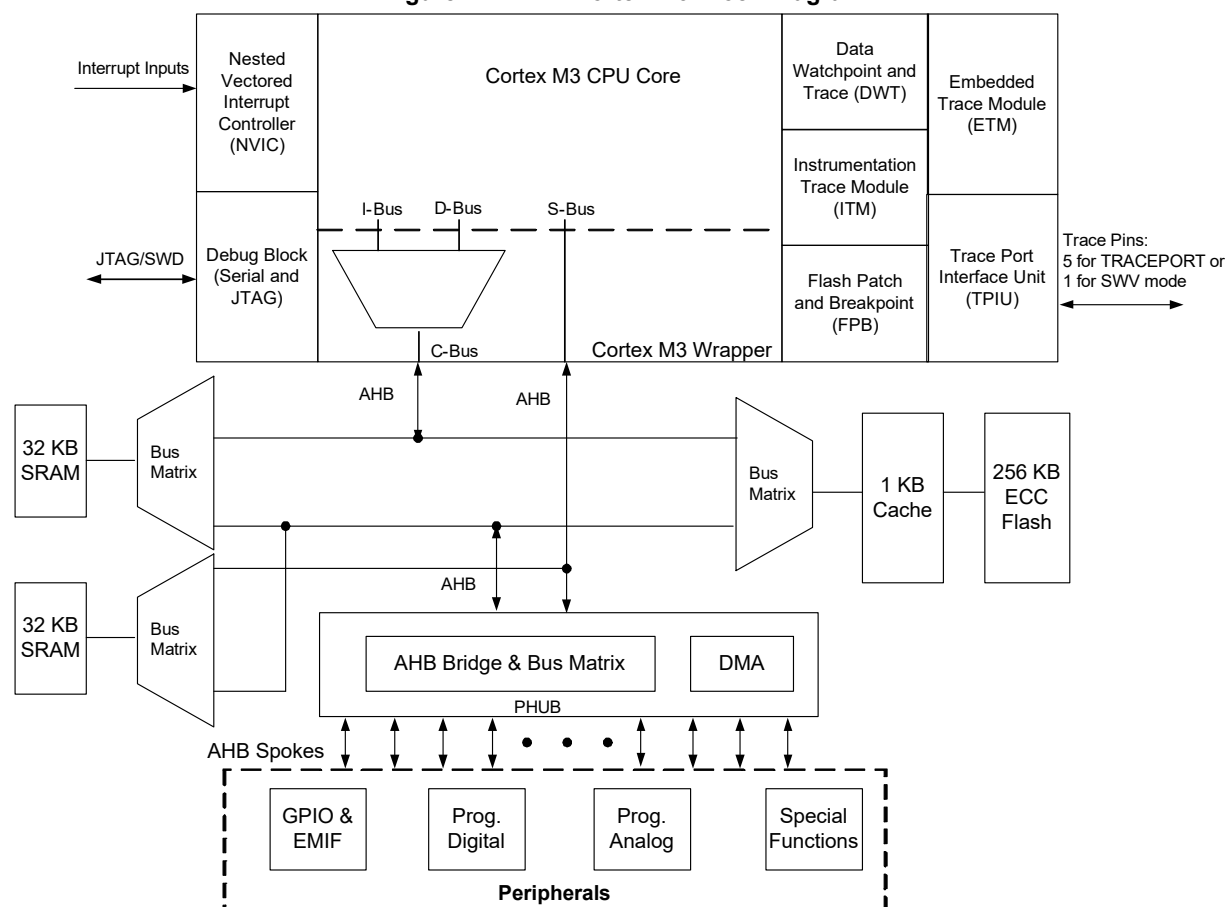 Nested
Vectored
Interrupt
Controller
(NVIC)
Interrupt Inputs
Cortex M3 CPU Core
Data
Watchpoint and
Trace (DWT)
Embedded
Trace Module
(ETM)
Instrumentation
Trace Module
(ITM)
I-Bus
D-Bus
S-Bus
JTAG/SWD
Debug Block
(Serial and
JTAG)
Flash Patch
and Breakpoint
(FPB)
Trace Port
Interface Unit
(TPIU)
Trace Pins:
5 for TRACEPORT or
1 for SWV mode
C-Bus
Cortex M3 Wrapper
AHB
AHB
32 KB
SRAM
Bus
Matrix
Bus
Matrix
1 KB
Cache
256 KB
ECC
Flash
AHB
32 KB
SRAM
Bus
Matrix
AHB Bridge & Bus Matrix
DMA
PHUB
AHB Spokes
GPIO &
EMIF
Prog.
Digital
Prog.
Analog
Special
Functions
Peripherals